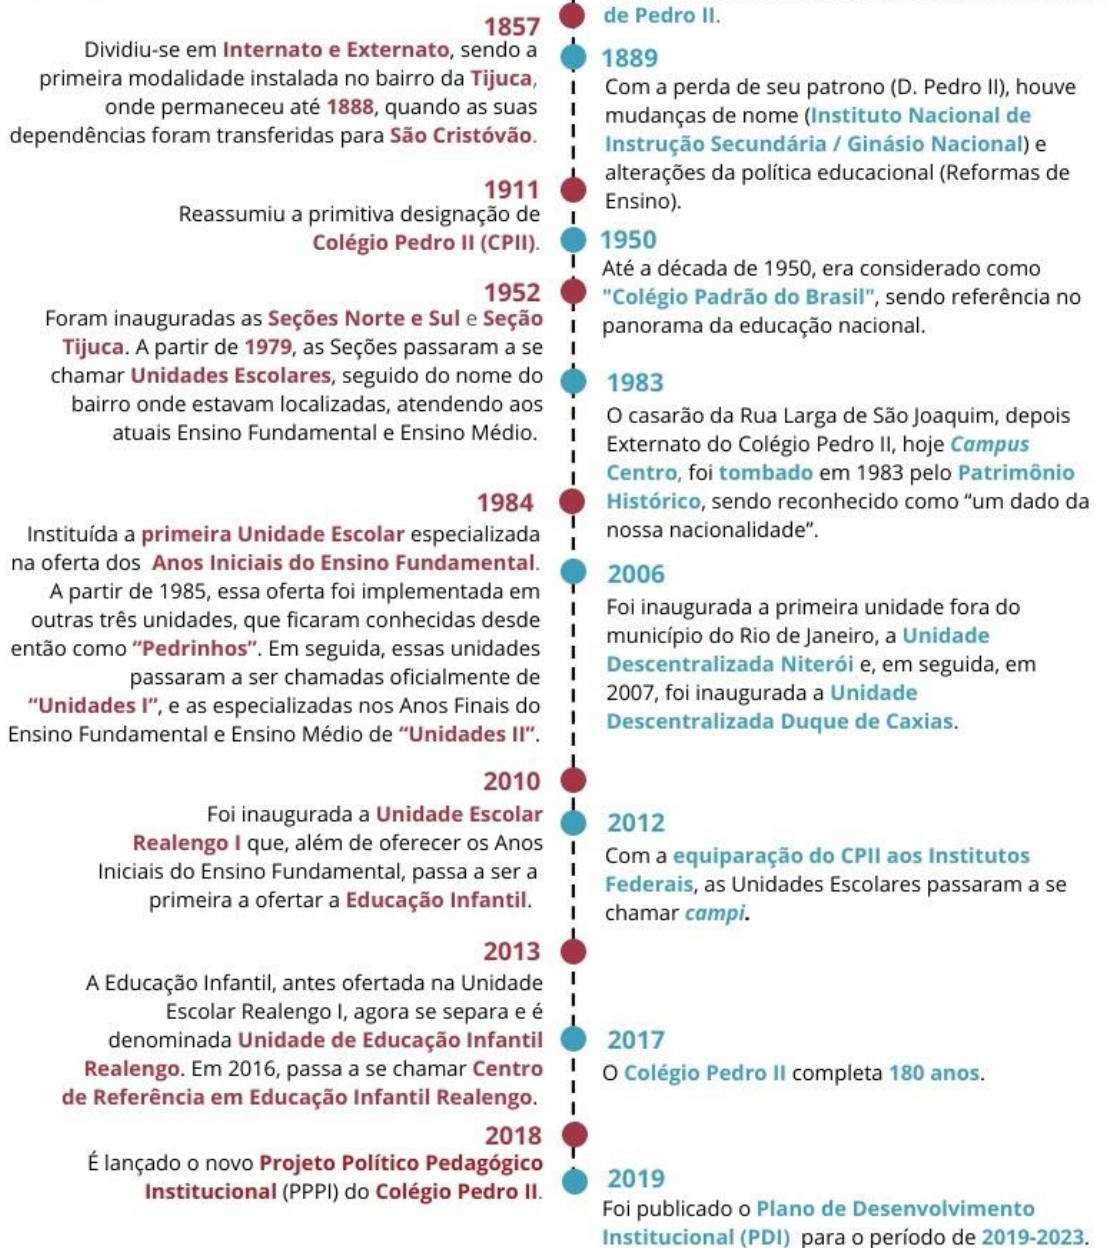 de Pedro II.
1857
Dividiu-se em Internato e Externato, sendo a
primeira modalidade instalada no bairro da Tijuca,
onde permaneceu até 1888, quando as suas
dependências foram transferidas para São Cristóvão.
1889
Com a perda de seu patrono (D. Pedro II), houve
mudanças de nome (Instituto Nacional de
Instrução Secundária / Ginásio Nacional) e
alterações da política educacional (Reformas de
Ensino).
1911
Reassumiu a primitiva designação de
Colégio Pedro II (CPII).
1950
Até a década de 1950, era considerado como
"Colégio Padrão do Brasil", sendo referência no
panorama da educação nacional.
1952
Foram inauguradas as Seções Norte e Sul e Seção
Tijuca. A partir de 1979, as Seções passaram a se
chamar Unidades Escolares, seguido do nome do
bairro onde estavam localizadas, atendendo aos
atuais Ensino Fundamental e Ensino Médio.
1983
O casarão da Rua Larga de São Joaquim, depois
Externato do Colégio Pedro II, hoje Campus
Centro, foi tombado em 1983 pelo Patrimônio
Histórico, sendo reconhecido como “um dado da
nossa nacionalidade”.
1984
Instituída a primeira Unidade Escolar especializada
na oferta dos Anos Iniciais do Ensino Fundamental.
A partir de 1985, essa oferta foi implementada em
outras três unidades, que ficaram conhecidas desde
então como “Pedrinhos”. Em seguida, essas unidades
passaram a ser chamadas oficialmente de
“Unidades I”, e as especializadas nos Anos Finais do
Ensino Fundamental e Ensino Médio de “Unidades II”.
2006
Foi inaugurada a primeira unidade fora do
município do Rio de Janeiro, a Unidade
Descentralizada Niterói e, em seguida, em
2007, foi inaugurada a Unidade
Descentralizada Duque de Caxias.
2010
Foi inaugurada a Unidade Escolar
Realengo I que, além de oferecer os Anos
Iniciais do Ensino Fundamental, passa a ser a
primeira a ofertar a Educação Infantil.
2012
Com a equiparação do CPII aos Institutos
Federais, as Unidades Escolares passaram a se
chamar campi.
2013
A Educação Infantil, antes ofertada na Unidade
Escolar Realengo I, agora se separa e é
denominada Unidade de Educação Infantil
Realengo. Em 2016, passa a se chamar Centro
de Referência em Educação Infantil Realengo.
2017
O Colégio Pedro II completa 180 anos.
2018
É lançado o novo Projeto Político Pedagógico
Institucional (PPPI) do Colégio Pedro II.
2019
Foi publicado o Plano de Desenvolvimento
Institucional (PDI) para o período de 2019-2023.